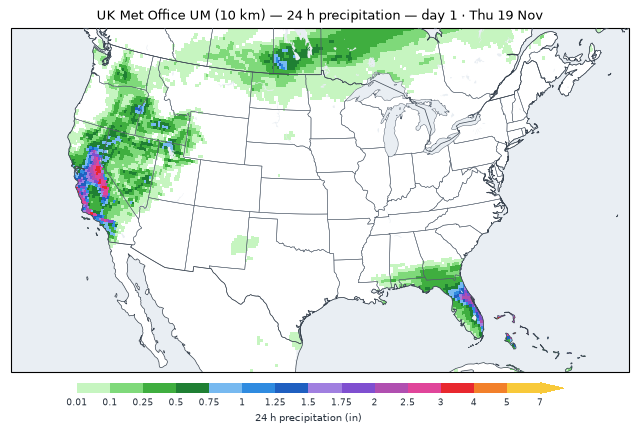 UK Met Office UM (10 km) — 24 h precipitation — day 1 · Thu 19 Nov
0.01 0.1 0.25 0.5 0.75 1 1.25 1.5 1.75 2 2.5 3 4 5 7
24 h precipitation (in)